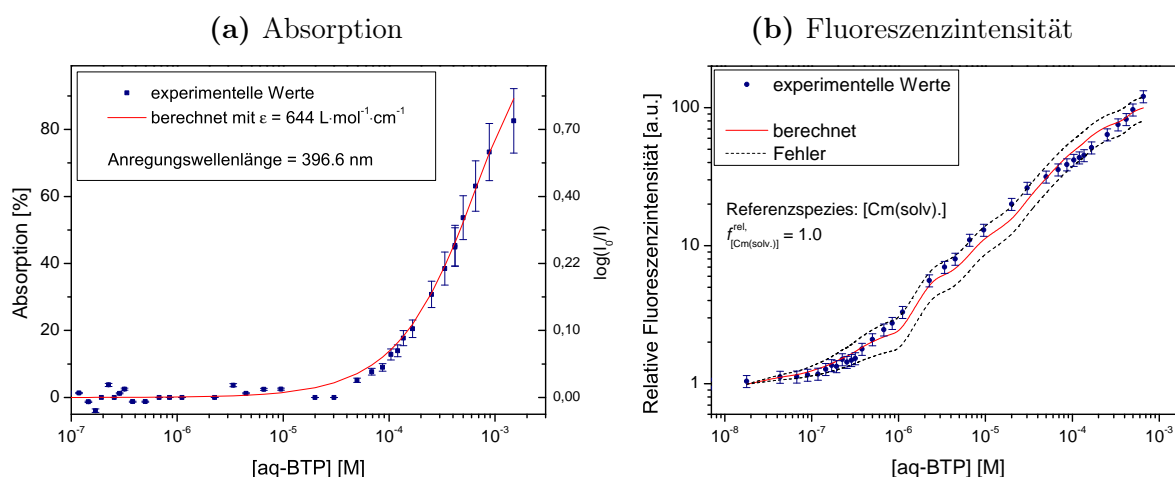 (a) Absorption
Absorption [%]
80
60
40
20
0
experimentelle Werte
berechnet mit ε = 644 L·mol⁻¹·cm⁻¹
Anregungswellenlänge = 396.6 nm
0,70
0,40
0,22
0,10
0,00
log(I₀/I)
10⁻⁷ 10⁻⁶ 10⁻⁵ 10⁻⁴ 10⁻³
[aq-BTP] [M]
(b) Fluoreszenzintensität
Relative Fluoreszenzintensität [a.u.]
100
10
1
experimentelle Werte
berechnet
Fehler
Referenzspezies: [Cm(solv).]
f^{rel,}_{[Cm(solv.)]} = 1.0
10⁻⁸ 10⁻⁷ 10⁻⁶ 10⁻⁵ 10⁻⁴ 10⁻³
[aq-BTP] [M]